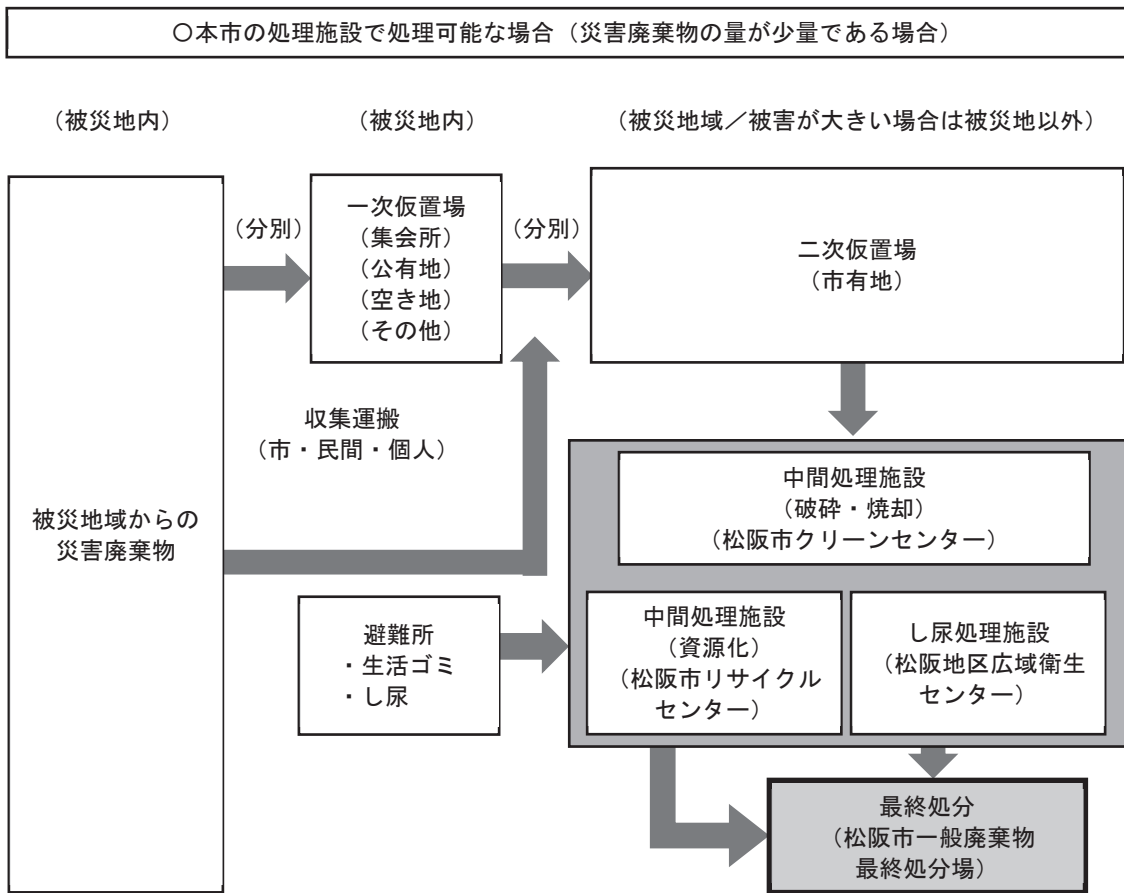 ○本市の処理施設で処理可能な場合（災害廃棄物の量が少量である場合）
（被災地内）
（被災地内）
（被災地域／被害が大きい場合は被災地以外）
被災地域からの
災害廃棄物
（分別）
一次仮置場
（集会所）
（公有地）
（空き地）
（その他）
（分別）
二次仮置場
（市有地）
収集運搬
（市・民間・個人）
中間処理施設
（破砕・焼却）
（松阪市クリーンセンター）
避難所
・生活ゴミ
・し尿
中間処理施設
（資源化）
（松阪市リサイクル
センター）
し尿処理施設
（松阪地区広域衛生
センター）
最終処分
（松阪市一般廃棄物
最終処分場）